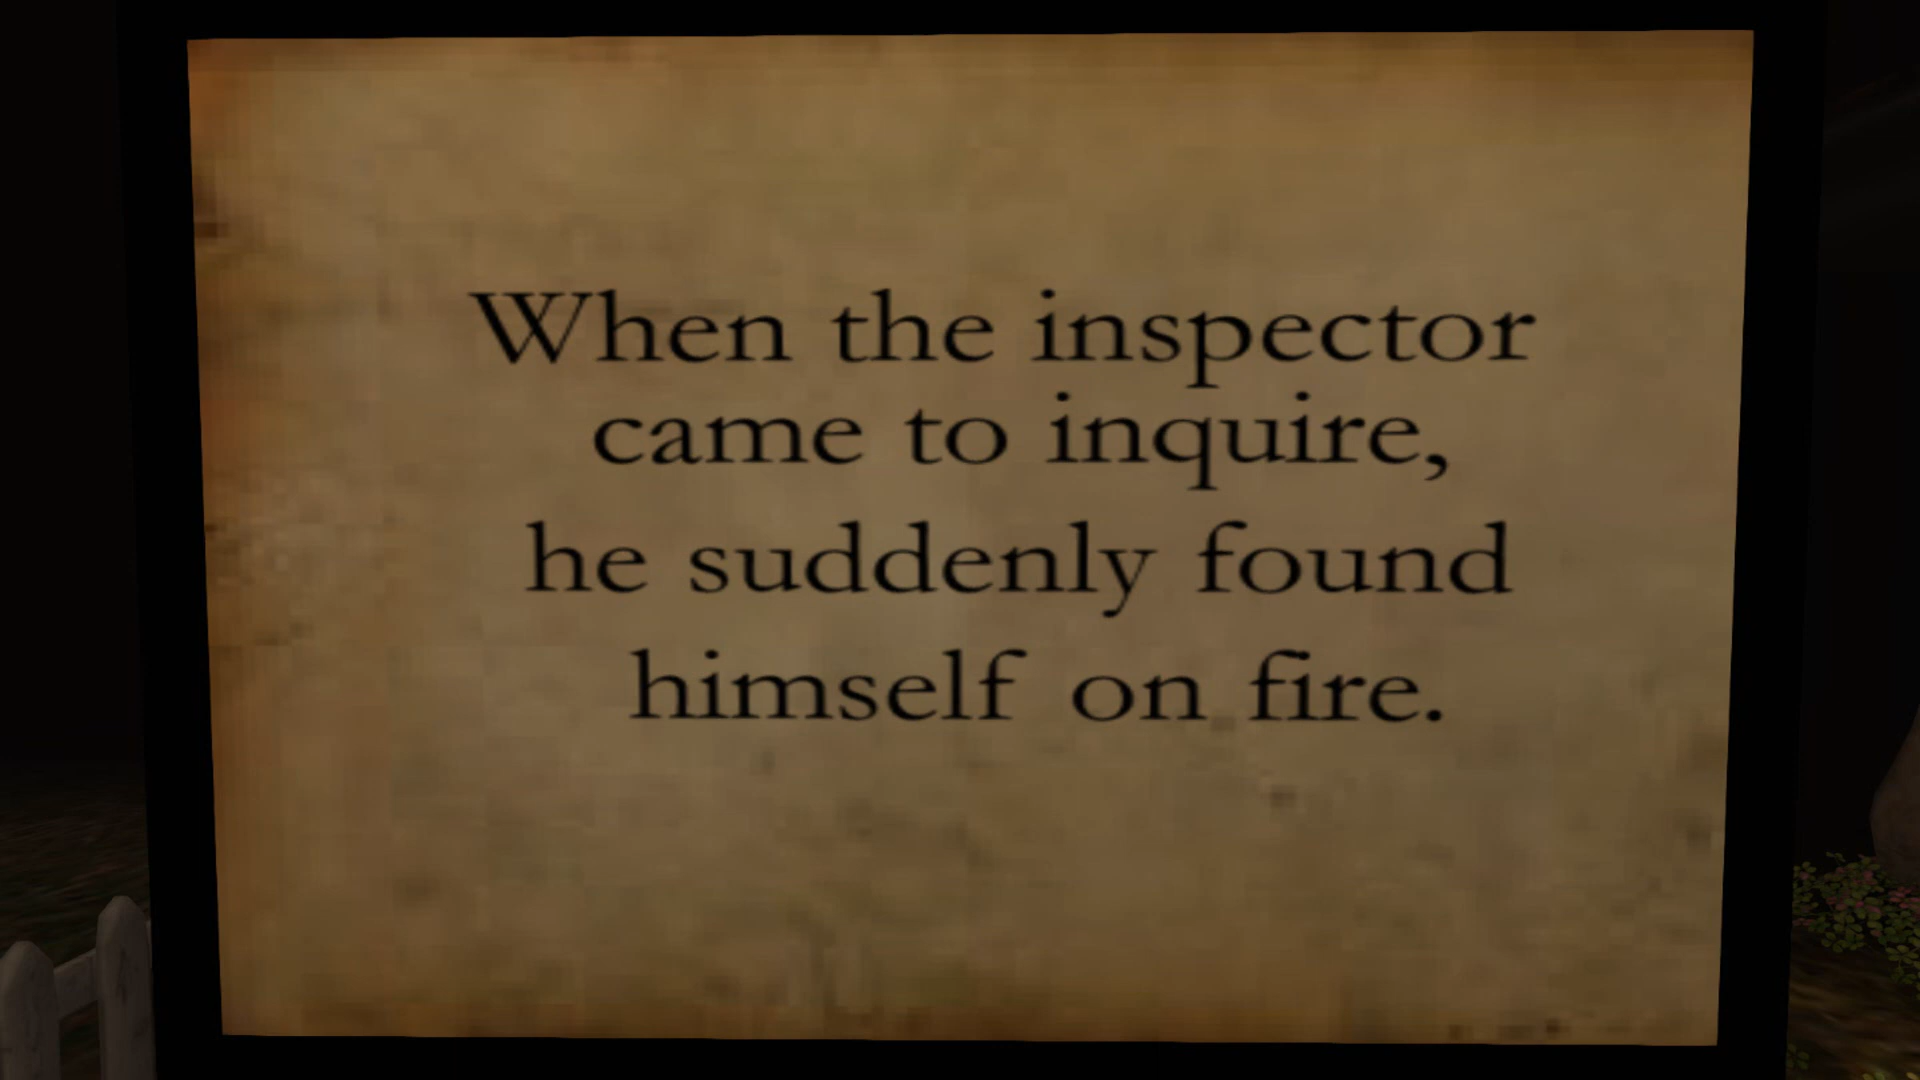 When the inspector
came to inquire,
he suddenly found
himself on fire.